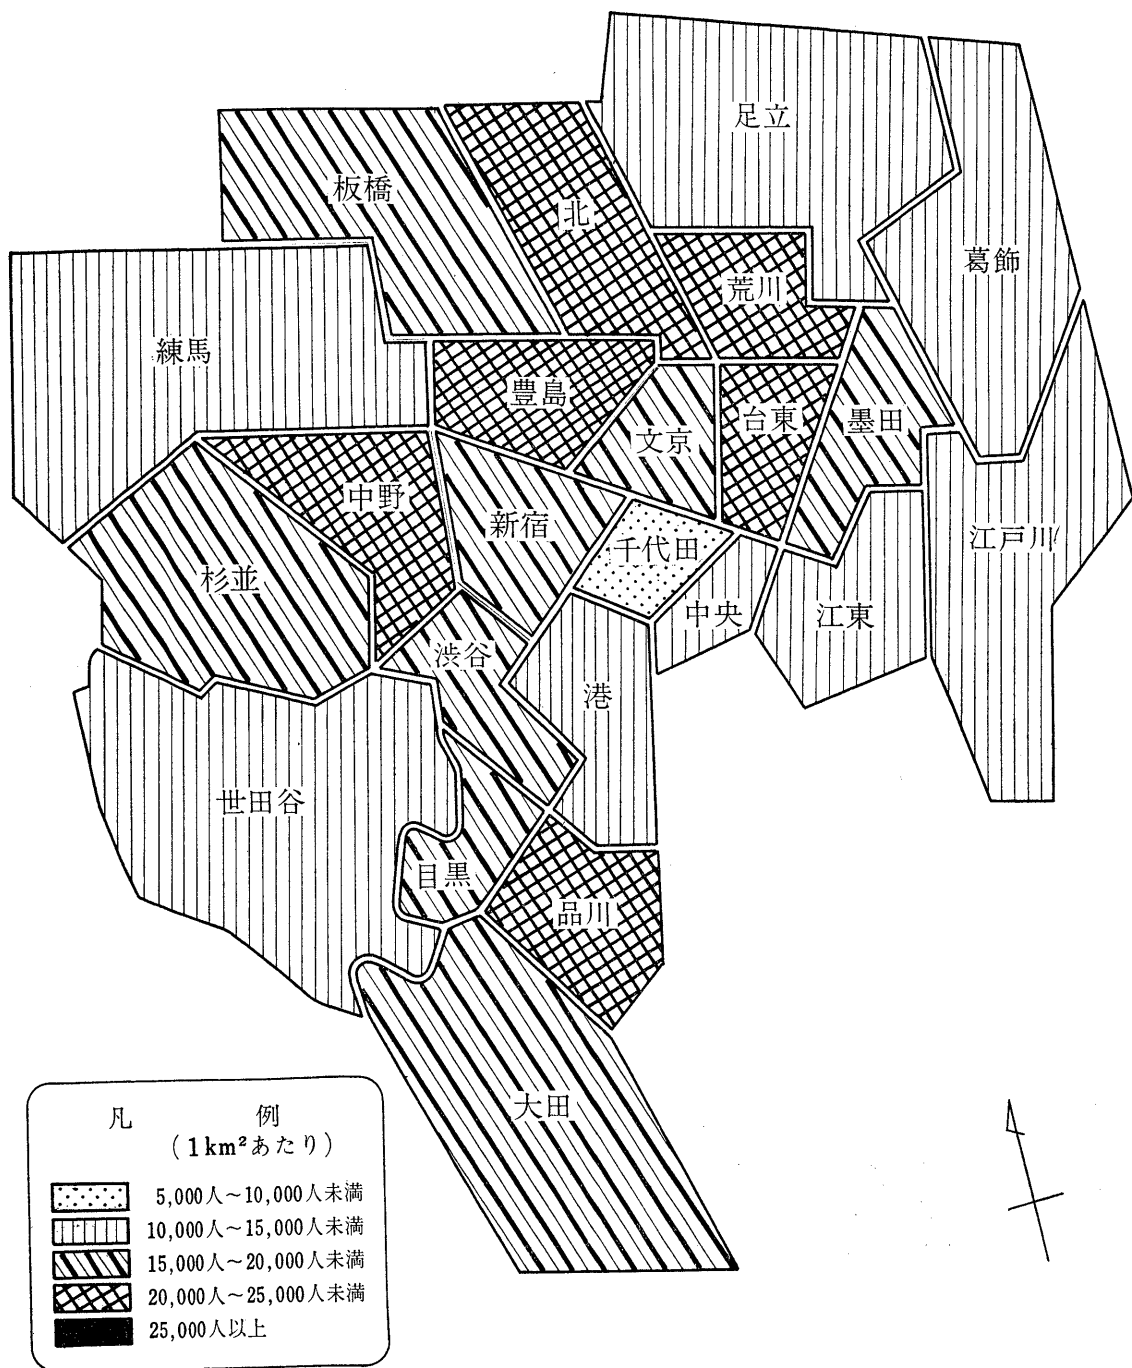 足立
板橋
北
葛飾
荒川
練馬
豊島
台東
墨田
文京
中野
新宿
千代田
江戸川
杉並
中央
江東
渋谷
港
世田谷
目黒
品川
大田
凡 例
(1km²あたり)
5,000人～10,000人未満
10,000人～15,000人未満
15,000人～20,000人未満
20,000人～25,000人未満
25,000人以上